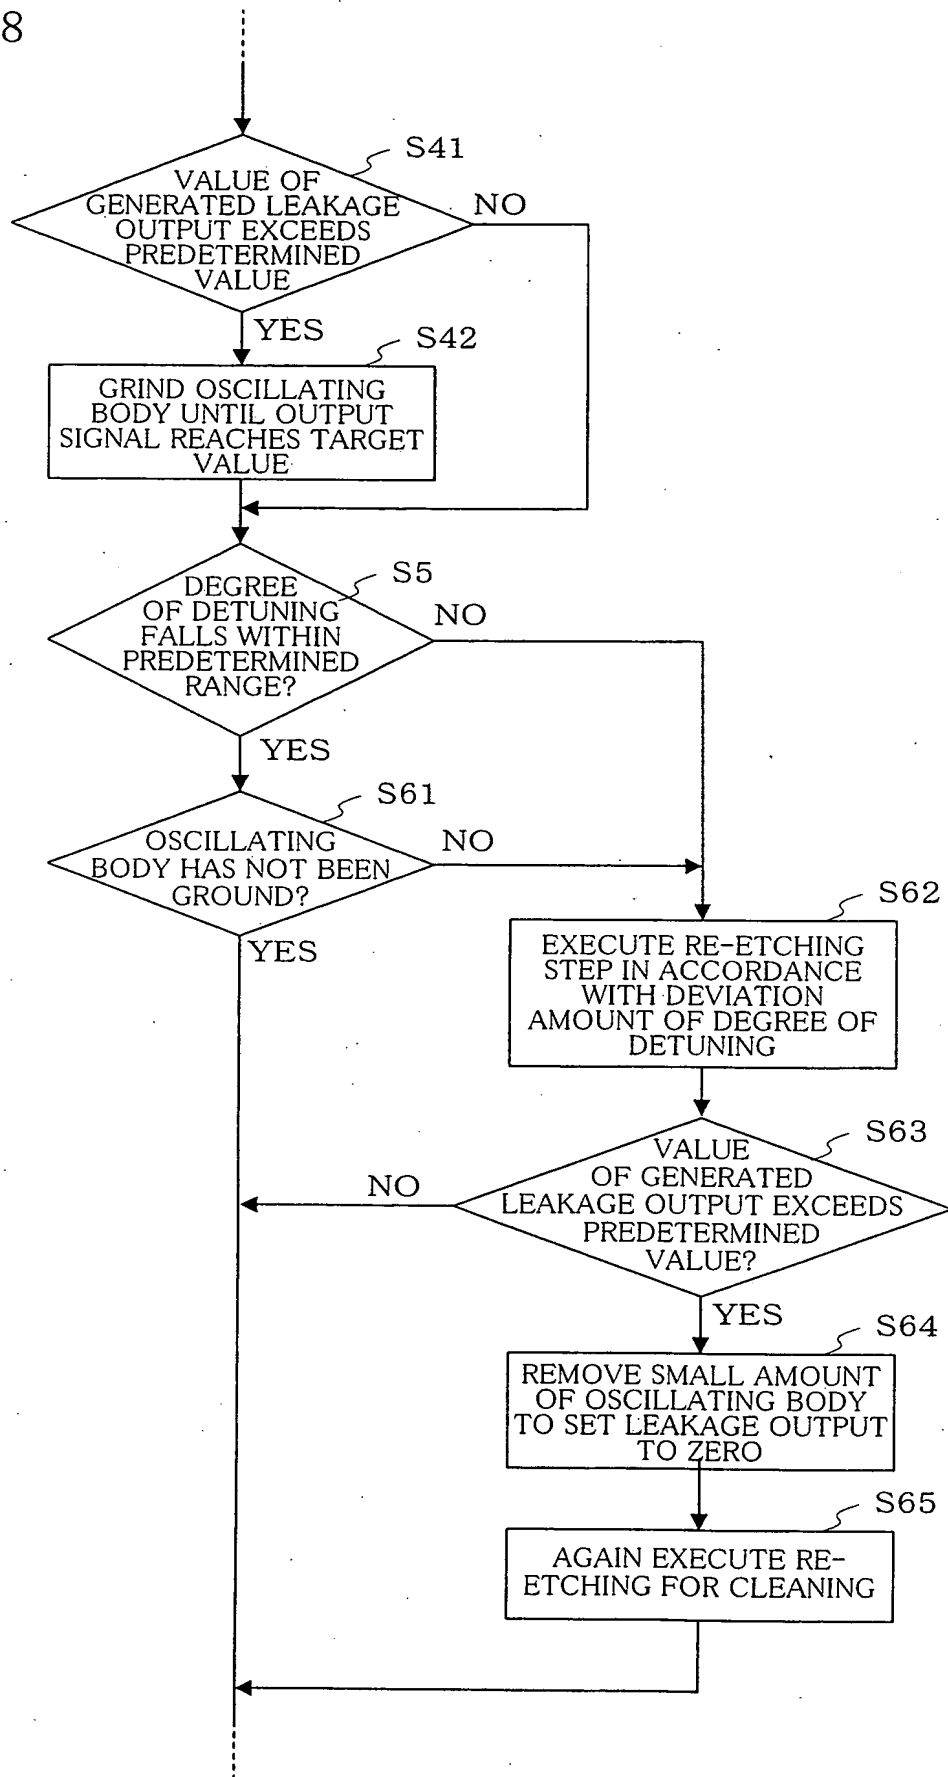 8
S41
VALUE OF
GENERATED LEAKAGE
OUTPUT EXCEEDS
PREDETERMINED
VALUE
NO
YES
S42
GRIND OSCILLATING
BODY UNTIL OUTPUT
SIGNAL REACHES TARGET
VALUE
S5
DEGREE
OF DETUNING
FALLS WITHIN
PREDETERMINED
RANGE?
NO
YES
S61
OSCILLATING
BODY HAS NOT BEEN
GROUND?
NO
YES
S62
EXECUTE RE-ETCHING
STEP IN ACCORDANCE
WITH DEVIATION
AMOUNT OF DEGREE OF
DETUNING
S63
VALUE
OF GENERATED
LEAKAGE OUTPUT EXCEEDS
PREDETERMINED
VALUE?
NO
YES
S64
REMOVE SMALL AMOUNT
OF OSCILLATING BODY
TO SET LEAKAGE OUTPUT
TO ZERO
S65
AGAIN EXECUTE RE-
ETCHING FOR CLEANING